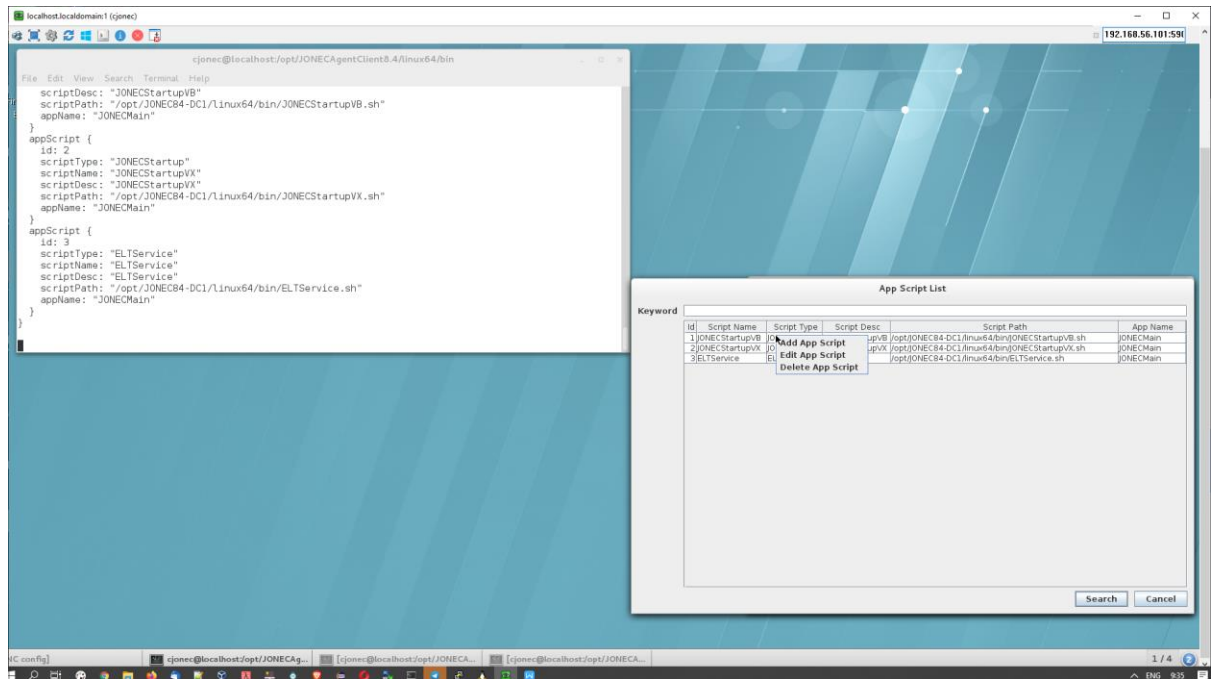 localhost.localdomain:1 (cjonec)
192.168.56.101:590
cjonec@localhost:/opt/JONECAgentClient8.4/linux64/bin
File Edit View Search Terminal Help
scriptDesc: "JONECStartupVB"
scriptPath: "/opt/JONEC84-DC1/linux64/bin/JONECStartupVB.sh"
appName: "JONECMain"
}
appScript {
id: 2
scriptType: "JONECStartup"
scriptName: "JONECStartupVX"
scriptDesc: "JONECStartupVX"
scriptPath: "/opt/JONEC84-DC1/linux64/bin/JONECStartupVX.sh"
appName: "JONECMain"
}
appScript {
id: 3
scriptType: "ELTService"
scriptName: "ELTService"
scriptDesc: "ELTService"
scriptPath: "/opt/JONEC84-DC1/linux64/bin/ELTService.sh"
appName: "JONECMain"
}
}
App Script List
Keyword
Id Script Name Script Type Script Desc Script Path App Name
1 JONECStartupVB JO upVB /opt/JONEC84-DC1/linux64/bin/JONECStartupVB.sh JONECMain
2 JONECStartupVX JO upVX /opt/JONEC84-DC1/linux64/bin/JONECStartupVX.sh JONECMain
3 ELTService EL /opt/JONEC84-DC1/linux64/bin/ELTService.sh JONECMain
Add App Script
Edit App Script
Delete App Script
Search Cancel
IC config] cjonec@localhost:/opt/JONECAg... [cjonec@localhost:/opt/JONECA... [cjonec@localhost:/opt/JONECA... 1 / 4
ENG 9:35